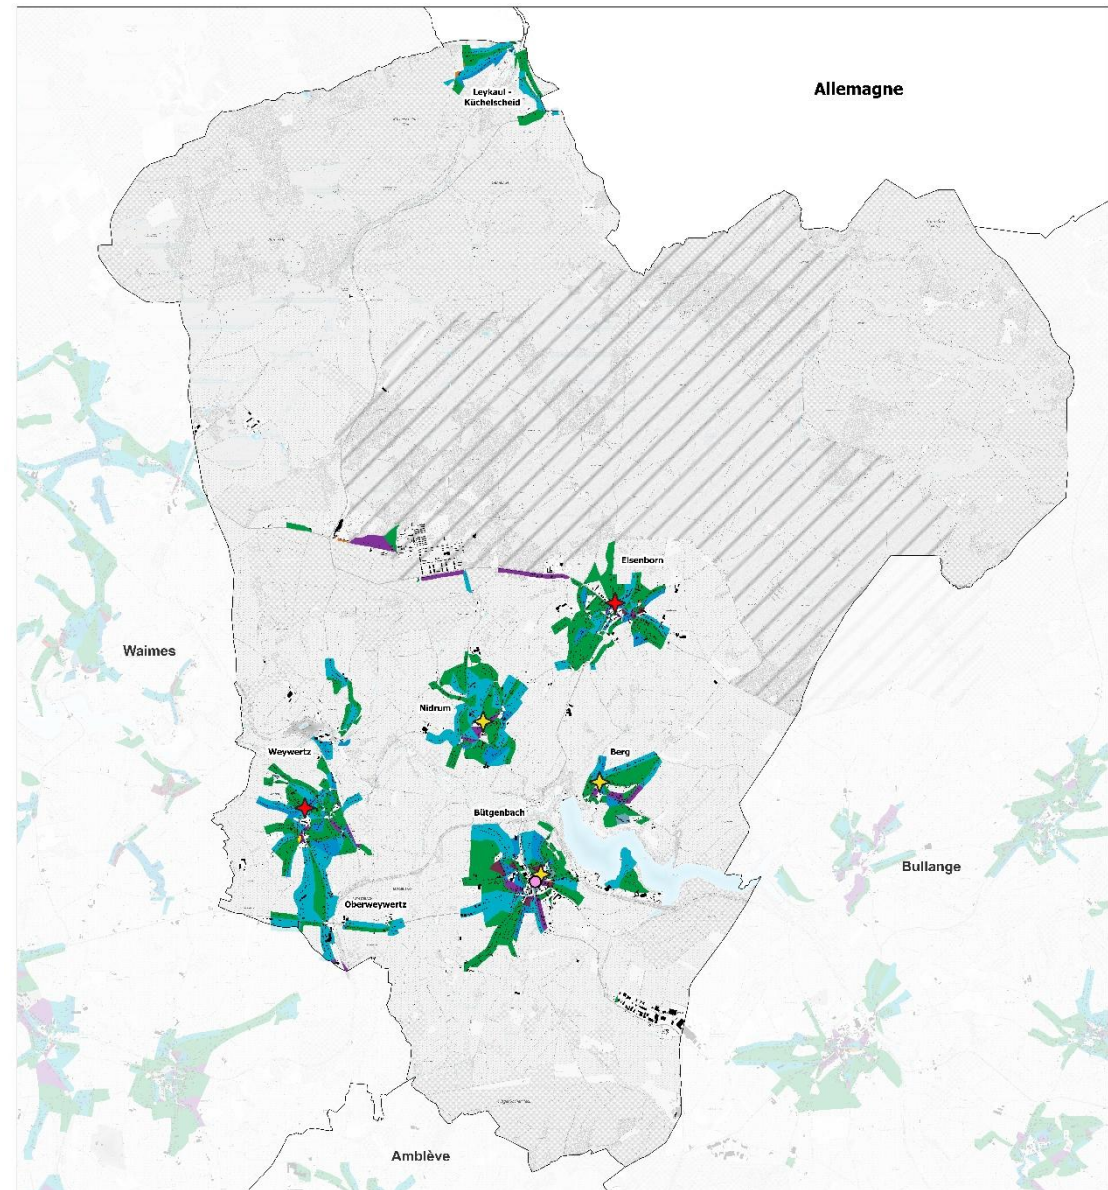 Allemagne
Leykaul -
Küchelscheid
Elsenborn
Waimes
Nidrum
Weywertz
Berg
Bütgenbach
Bullange
Oberweywertz
Amblève